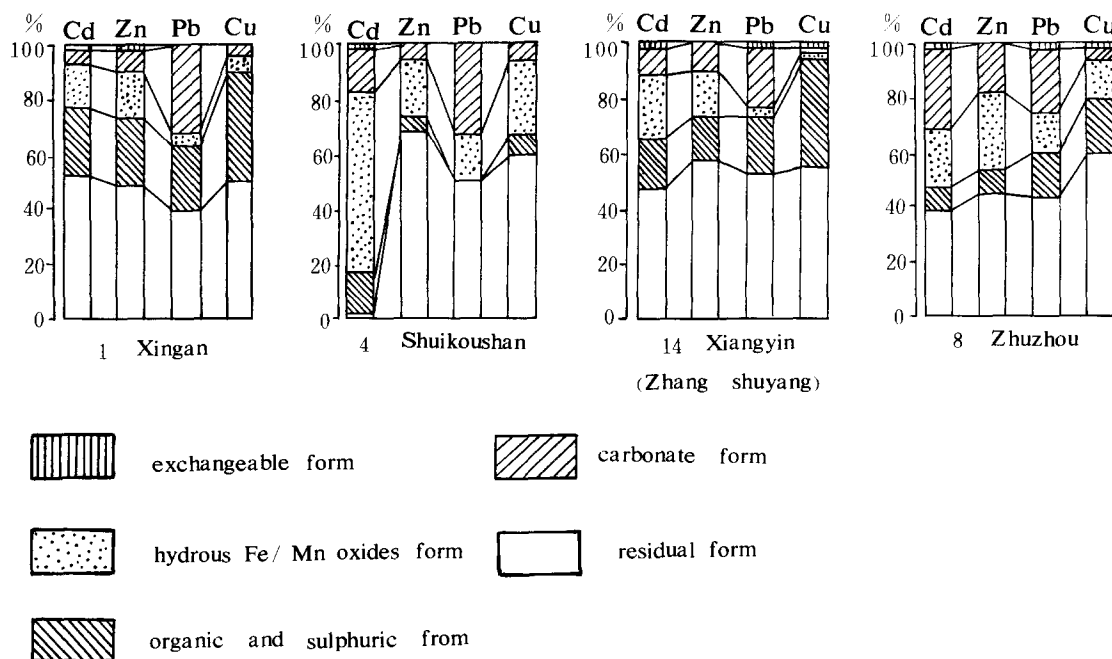 % Cd Zn Pb Cu % Cd Zn Pb Cu % Cd Zn Pb Cu % Cd Zn Pb Cu
100 100 100 100
80 80 80 80
60 60 60 60
40 40 40 40
20 20 20 20
0 0 0 0
1 Xingan 4 Shuikoushan 14 Xiangyin 8 Zhuzhou
(Zhang shuyang)
exchangeable form carbonate form
hydrous Fe/ Mn oxides form residual form
organic and sulphuric from